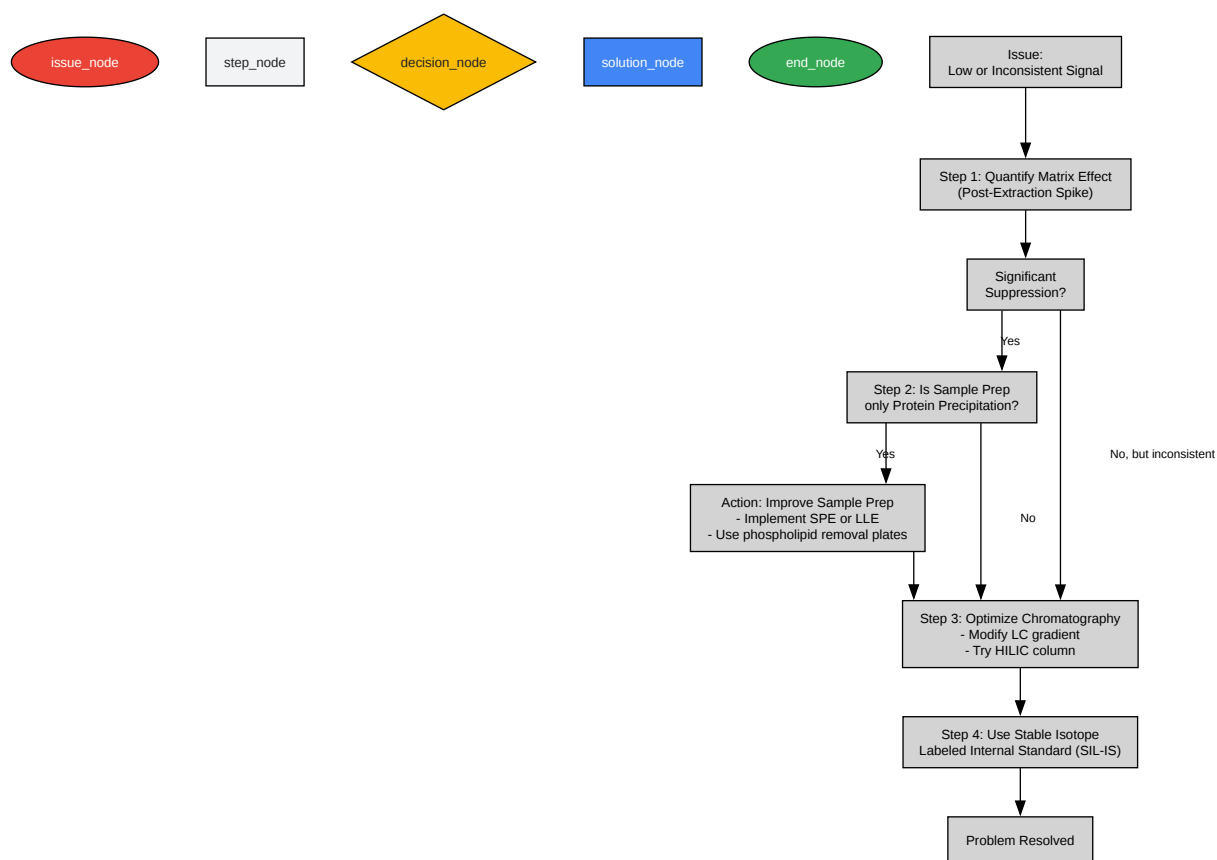 issue_node
step_node
decision_node
solution_node
end_node
Issue:
Low or Inconsistent Signal
Step 1: Quantify Matrix Effect
(Post-Extraction Spike)
Significant
Suppression?
Yes
Step 2: Is Sample Prep
only Protein Precipitation?
Yes
No, but inconsistent
Action: Improve Sample Prep
- Implement SPE or LLE
- Use phospholipid removal plates
No
Step 3: Optimize Chromatography
- Modify LC gradient
- Try HILIC column
Step 4: Use Stable Isotope
Labeled Internal Standard (SIL-IS)
Problem Resolved